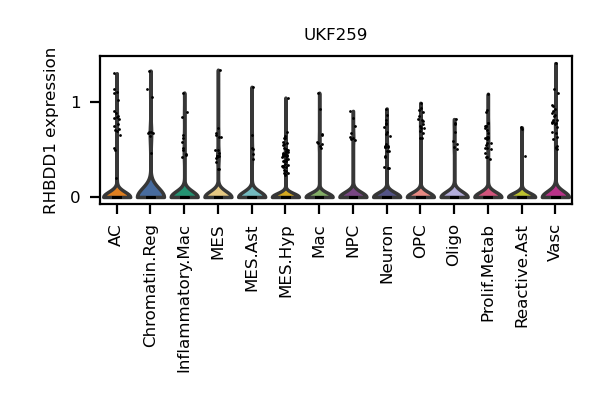 UKF259
RHBDD1 expression
1
0
AC
Chromatin.Reg
Inflammatory.Mac
MES
MES.Ast
MES.Hyp
Mac
NPC
Neuron
OPC
Oligo
Prolif.Metab
Reactive.Ast
Vasc